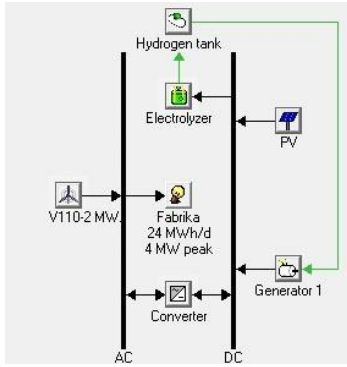 Hydrogen tank
Electrolyzer
PV
V110-2 MW.
Fabrika
24 MWh/d
4 MW peak
Generator 1
Converter
AC
DC